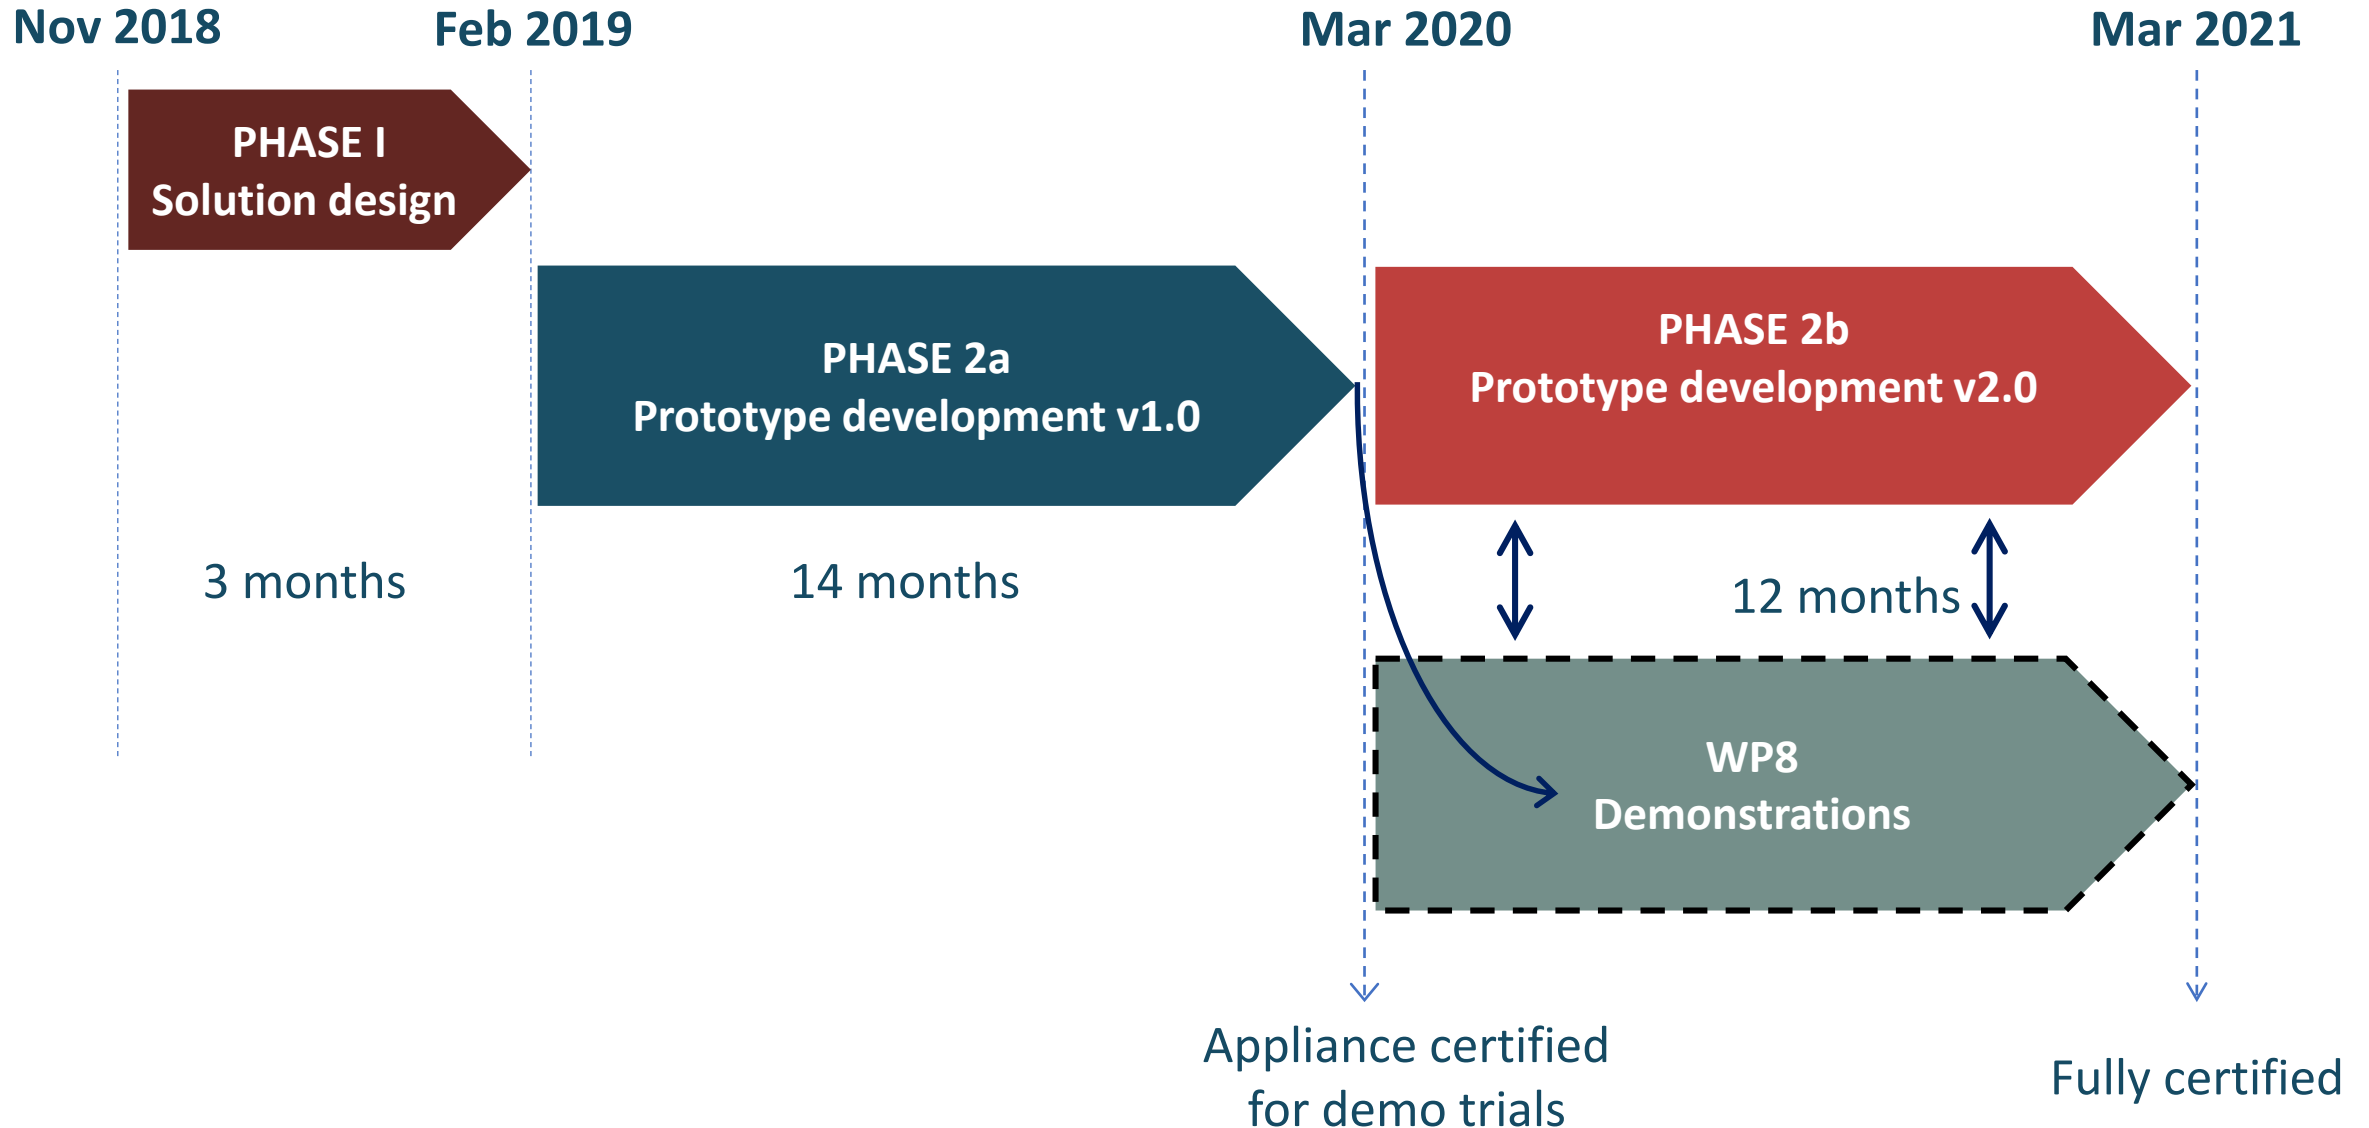 Nov 2018
Feb 2019
Mar 2020
Mar 2021
PHASE I
Solution design
PHASE 2a
Prototype development v1.0
PHASE 2b
Prototype development v2.0
3 months
14 months
12 months
WP8
Demonstrations
Appliance certified
for demo trials
Fully certified